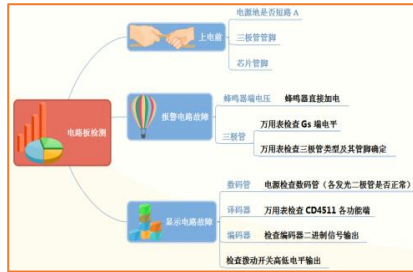 电路板检测
上电前
电源地是否短路 A
三极管管脚
芯片管脚
报警电路故障
蜂鸣器端电压 蜂鸣器直接加电
三极管
万用表检查 Gs 端电平
万用表检查三极管类型及其管脚确定
显示电路故障
数码管 电源检查数码管（各发光二极管是否正常）
译码器 万用表检查 CD4511 各功能端
编码器 检查编码器二进制信号输出
检查拨动开关高低电平输出